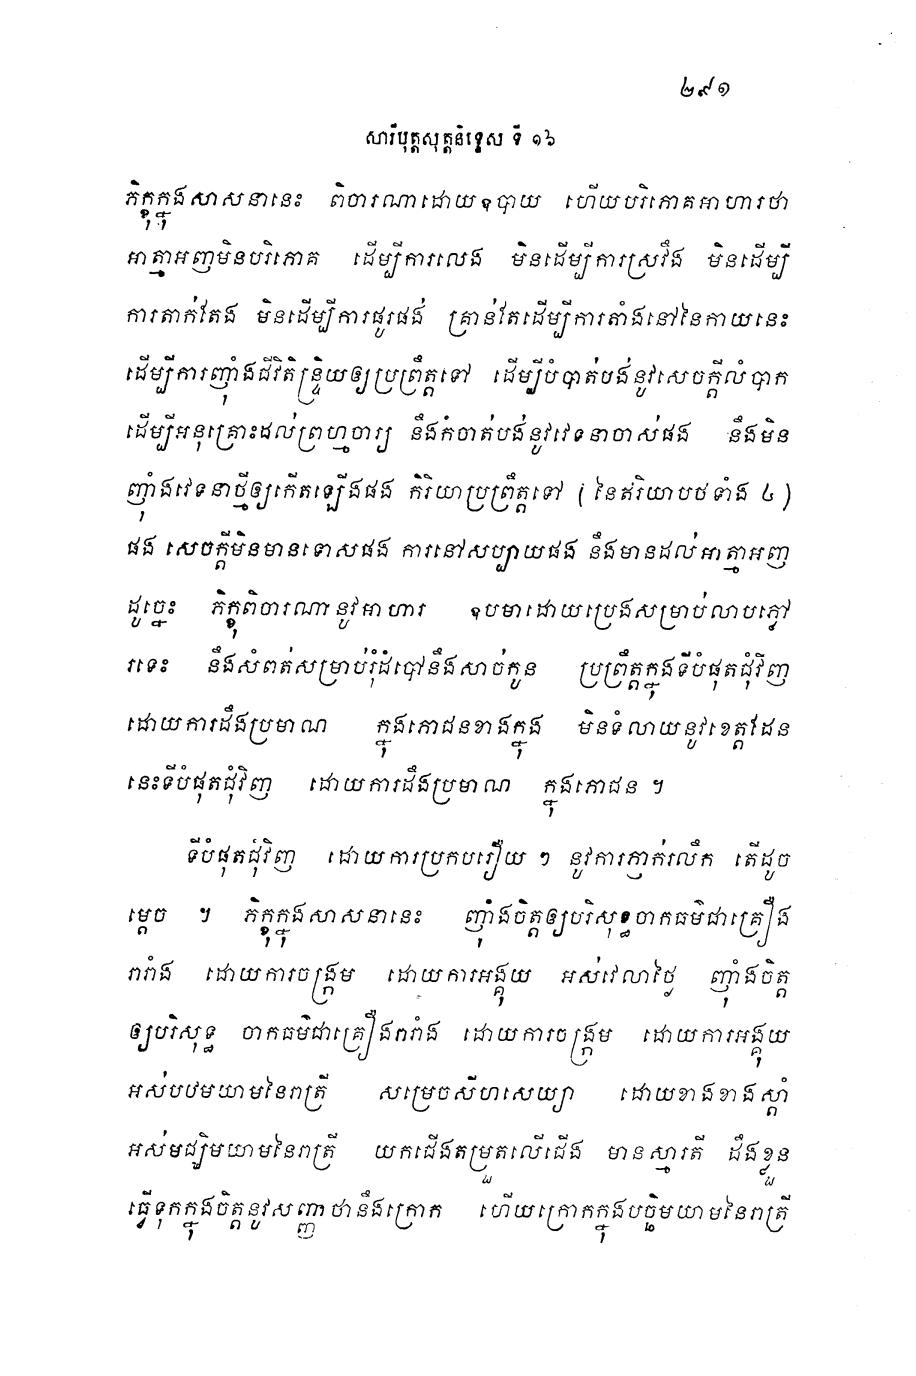 ២៩១
សារីបុត្តសុត្តនិទ្ទេស ទី ១៦
ភិក្ខុក្នុងសាសនានេះ ពិចារណាដោយឧបាយ ហើយបរិភោគអាហារថា
អាត្មាអញមិនបរិភោគ ដើម្បីការលេង មិនដើម្បីការស្រវឹង មិនដើម្បី
ការតាក់តែង មិនដើម្បីការផូរផង់ គ្រាន់តែដើម្បីការតាំងនៅនៃកាយនេះ
ដើម្បីការញ៉ាំងជីវិតិន្ទ្រិយឲ្យប្រព្រឹត្តទៅ ដើម្បីបំបាត់បង់នូវសេចក្តីលំបាក
ដើម្បីអនុគ្រោះដល់ព្រហ្មចារ្យ នឹងកំចាត់បង់នូវវេទនាចាស់ផង នឹងមិន
ញ៉ាំងវេទនាថ្មីឲ្យកើតឡើងផង កិរិយាប្រព្រឹត្តទៅ (នៃឥរិយាបថទាំង ៤)
ផង សេចក្តីមិនមានទោសផង ការនៅសប្បាយផង នឹងមានដល់អាត្មាអញ
ដូច្នេះ ភិក្ខុពិចារណានូវអាហារ ឧបមាដោយប្រេងសម្រាប់លាបភ្លៅ
រទេះ នឹងសំពត់សម្រាប់រុំដំបៅនឹងសាច់កូន ប្រព្រឹត្តក្នុងទីបំផុតជុំវិញ
ដោយការដឹងប្រមាណ ក្នុងភោជនខាងក្នុង មិនទំលាយនូវខេត្តដែន
នេះទីបំផុតជុំវិញ ដោយការដឹងប្រមាណ ក្នុងភោជន ។
ទីបំផុតជុំវិញ ដោយការប្រកបរឿយ ៗ នូវការភ្ញាក់រលឹក តើដូច
ម្តេច ។ ភិក្ខុក្នុងសាសនានេះ ញ៉ាំងចិត្តឲ្យបរិសុទ្ធចាកធម៌ជាគ្រឿង
រារាំង ដោយការចង្រ្កម ដោយការអង្គុយ អស់វេលាថ្ងៃ ញ៉ាំងចិត្ត
ឲ្យបរិសុទ្ធ ចាកធម៌ជាគ្រឿងរារាំង ដោយការចង្រ្កម ដោយការអង្គុយ
អស់បឋមយាមនៃរាត្រី សម្រេចសីហសេយ្យា ដោយខាងខាងស្តាំ
អស់មជ្ឈិមយាមនៃរាត្រី យកជើងតម្រួតលើជើង មានស្មារតី ដឹងខ្លួន
ធ្វើទុកក្នុងចិត្តនូវសញ្ញាថានឹងក្រោក ហើយក្រោកក្នុងបច្ឆិមយាមនៃរាត្រី